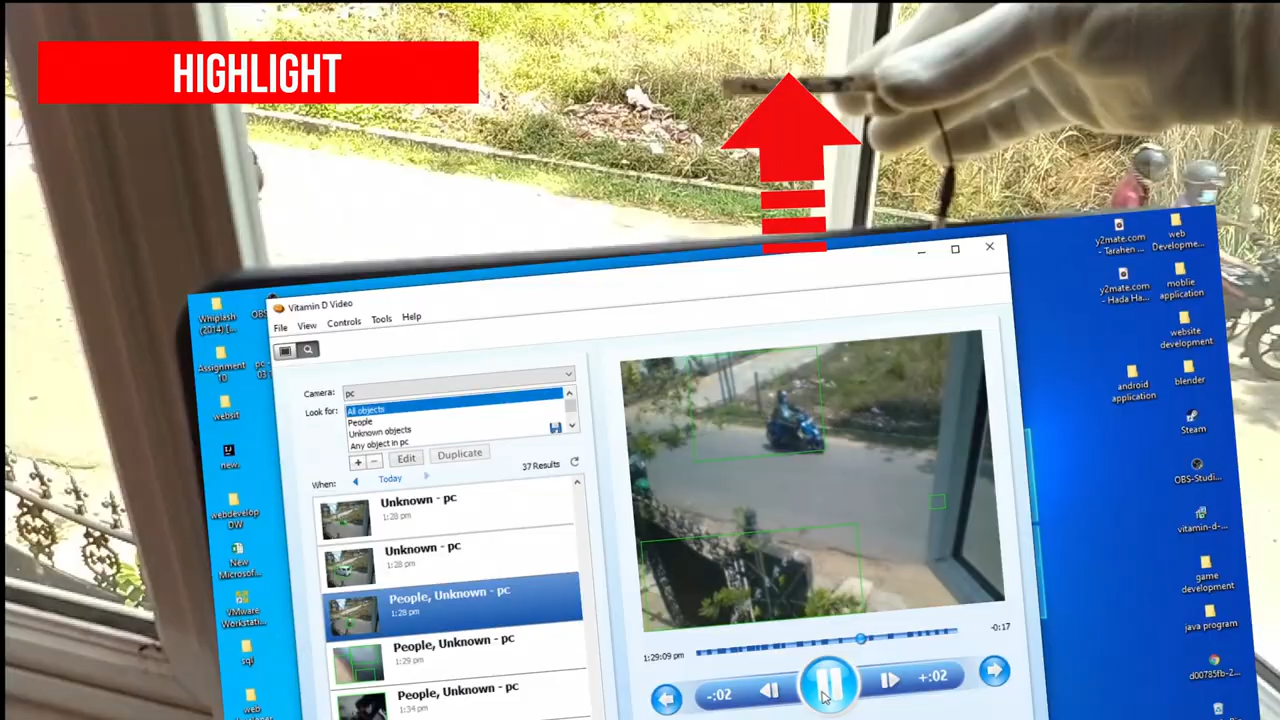 HIGHLIGHT
y2mate.com
- Tarahen ...
web
Developme...
y2mate.com
- Hada Ha...
moblie
application
website
development
android
application
blender
Steam
OBS-Studi...
vitamin-d-...
game
development
java program
d00785fb-2...
Whiplash
(2014) [...
Assignment
10
websit
new.
webdevelop
DW
New
Microsof...
VMware
Workstati...
sql
web
Vitamin D Video
File View Controls Tools Help
Camera: pc
Look for: All objects
People
Unknown objects
Any object in pc
+ - Edit Duplicate
When: Today
37 Results
Unknown - pc
1:28 pm
Unknown - pc
1:28 pm
People, Unknown - pc
1:28 pm
People, Unknown - pc
1:29 pm
People, Unknown - pc
1:34 pm
1:29:09 pm
-0:17
-:02
+:02